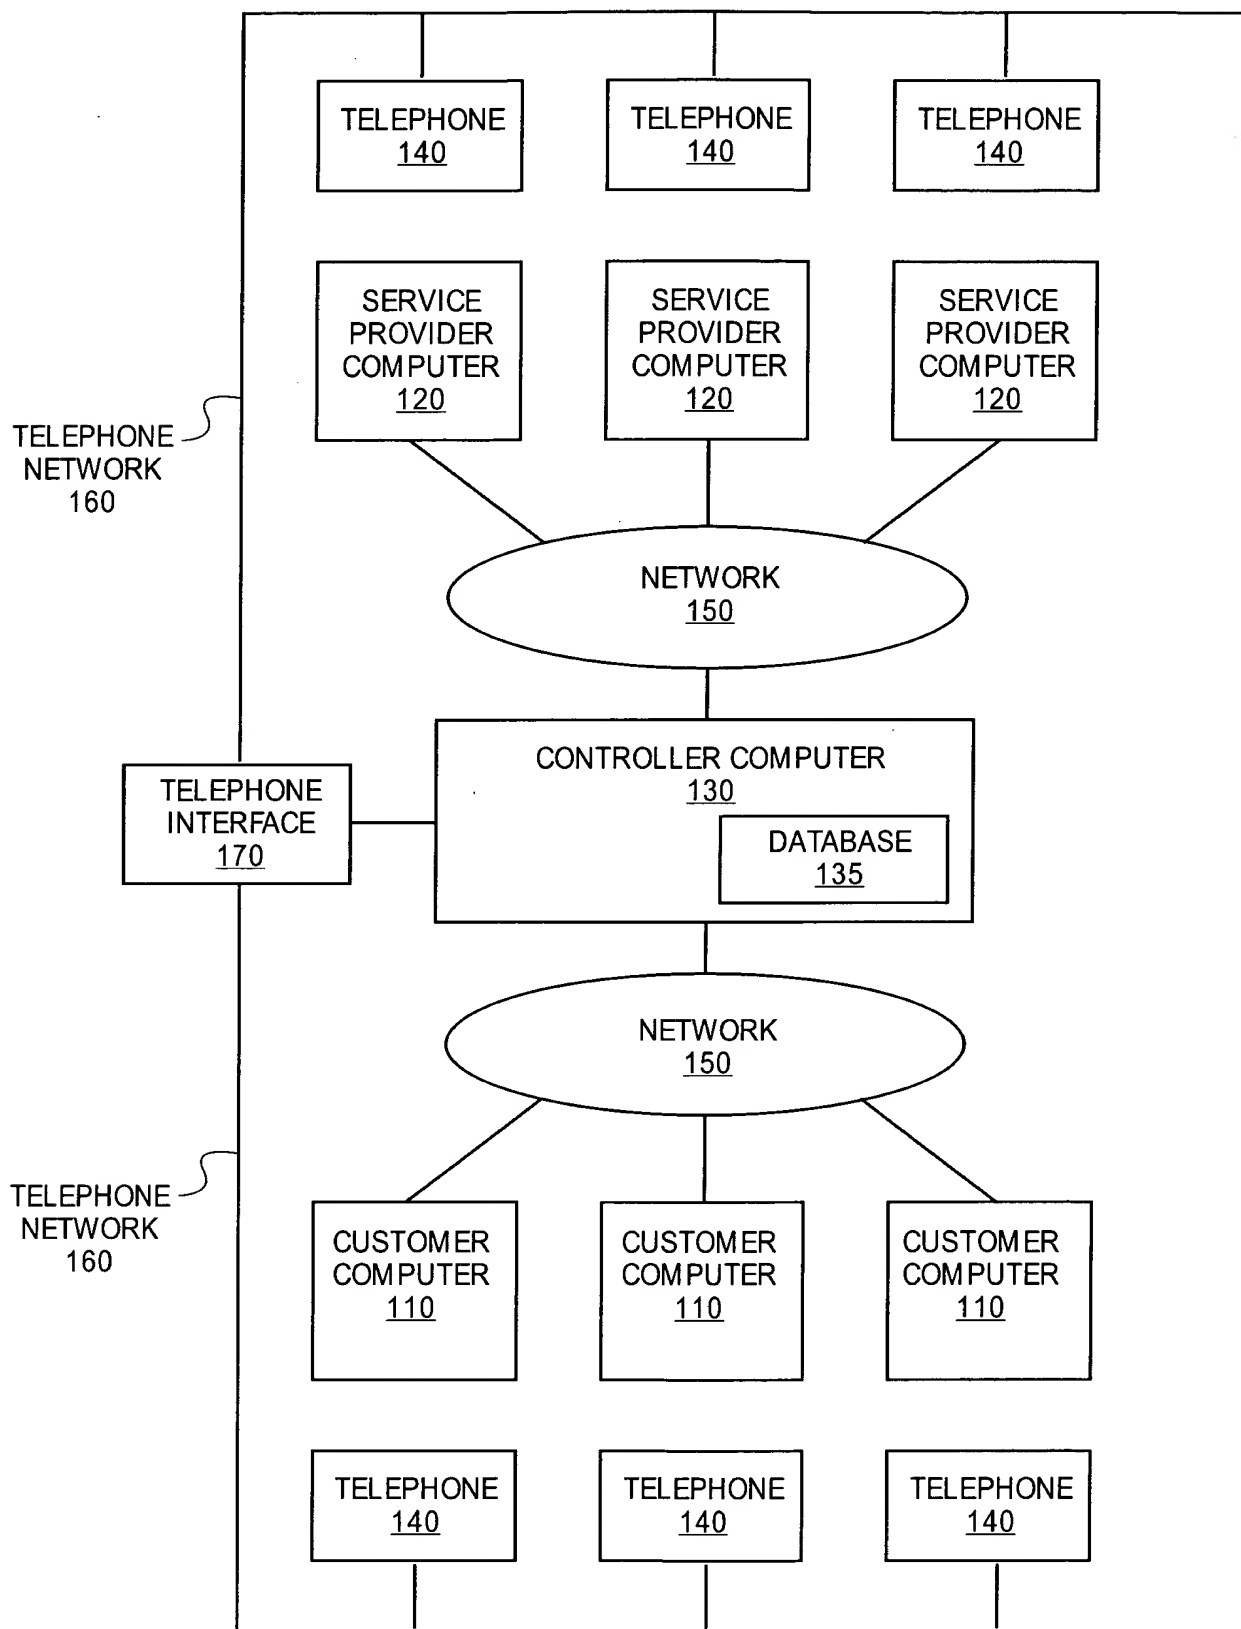 TELEPHONE
140
TELEPHONE
140
TELEPHONE
140
SERVICE
PROVIDER
COMPUTER
120
SERVICE
PROVIDER
COMPUTER
120
SERVICE
PROVIDER
COMPUTER
120
TELEPHONE
NETWORK
160
NETWORK
150
CONTROLLER COMPUTER
130
DATABASE
135
TELEPHONE
INTERFACE
170
NETWORK
150
TELEPHONE
NETWORK
160
CUSTOMER
COMPUTER
110
CUSTOMER
COMPUTER
110
CUSTOMER
COMPUTER
110
TELEPHONE
140
TELEPHONE
140
TELEPHONE
140